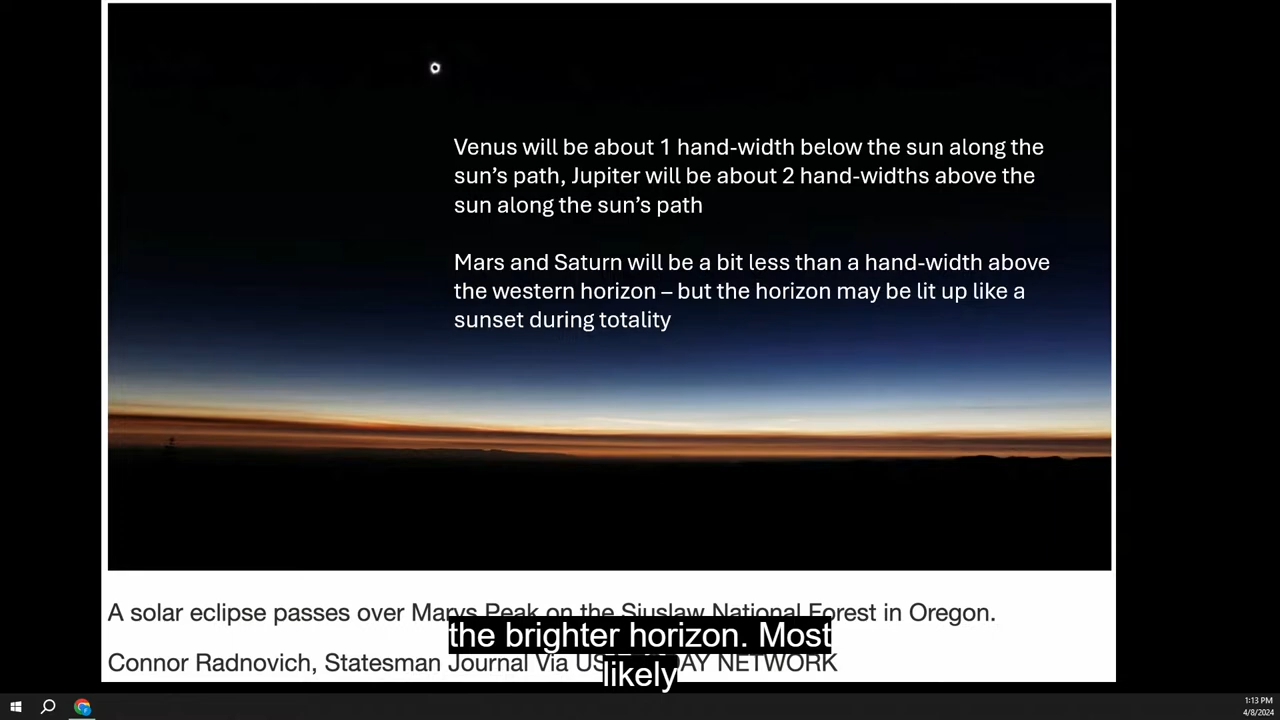 Venus will be about 1 hand-width below the sun along the
sun’s path, Jupiter will be about 2 hand-widths above the
sun along the sun’s path
Mars and Saturn will be a bit less than a hand-width above
the western horizon – but the horizon may be lit up like a
sunset during totality
A solar eclipse passes over Marys Peak on the Siuslaw National Forest in Oregon.
the brighter horizon. Most
likely
Connor Radnovich, Statesman Journal Via NETWORK
1:13 PM
4/8/2024